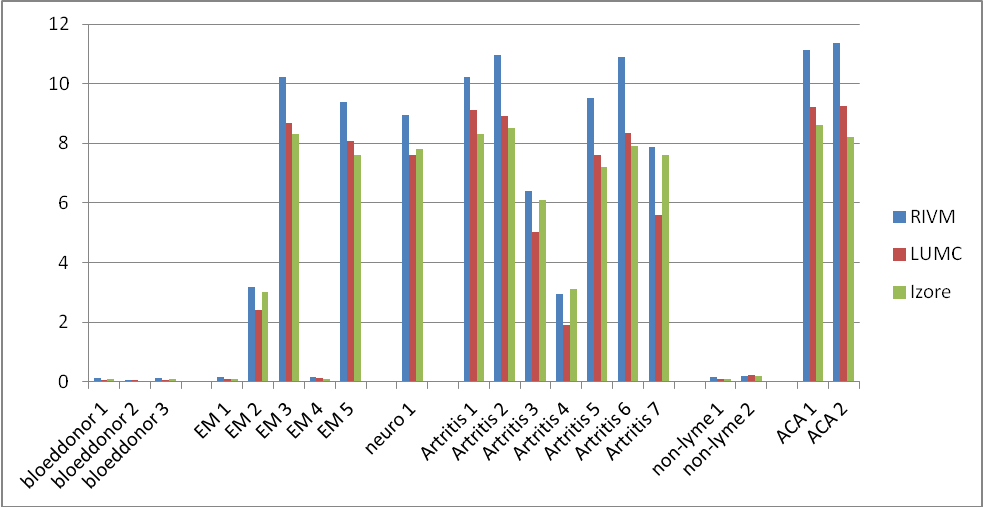 12
10
8
6
4
2
0
bloeddonor 1
bloeddonor 2
bloeddonor 3
EM 1
EM 2
EM 3
EM 4
EM 5
neuro 1
Artritis 1
Artritis 2
Artritis 3
Artritis 4
Artritis 5
Artritis 6
Artritis 7
non-lyme 1
non-lyme 2
ACA 1
ACA 2
RIVM
LUMC
Izore